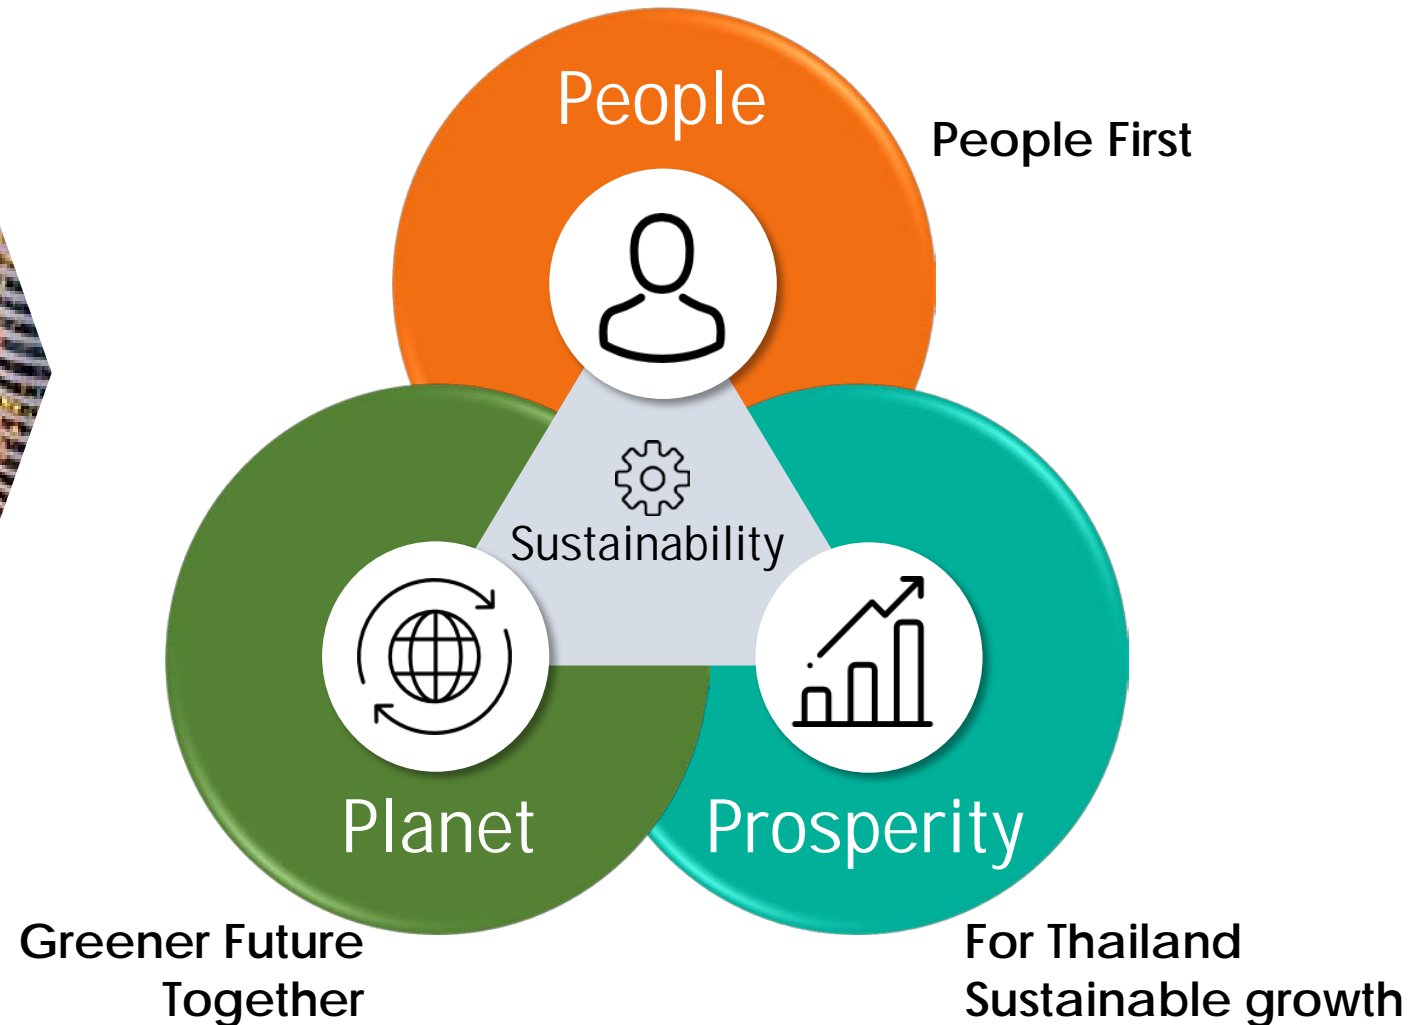 People
People First
Sustainability
Planet
Prosperity
Greener Future
Together
For Thailand
Sustainable growth